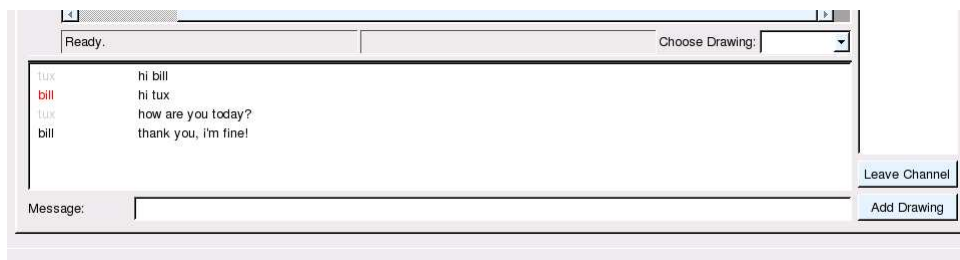 Ready. Choose Drawing:
tux hi bill
bill hi tux
tux how are you today?
bill thank you, i'm fine!
Leave Channel
Message: Add Drawing